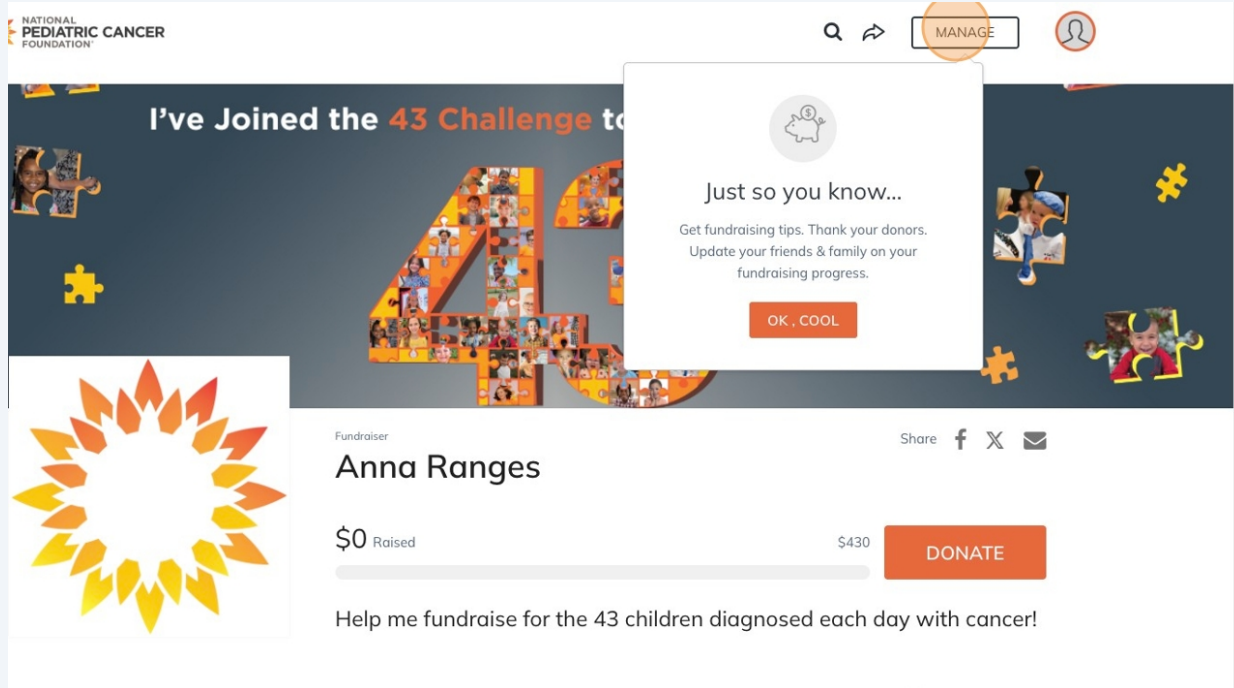 NATIONAL
PEDIATRIC CANCER
FOUNDATION
MANAGE
I've Joined the 43 Challenge to
43
$
Just so you know...
Get fundraising tips. Thank your donors.
Update your friends & family on your
fundraising progress.
OK , COOL
Fundraiser
Share
Anna Ranges
$0 Raised
$430
DONATE
Help me fundraise for the 43 children diagnosed each day with cancer!